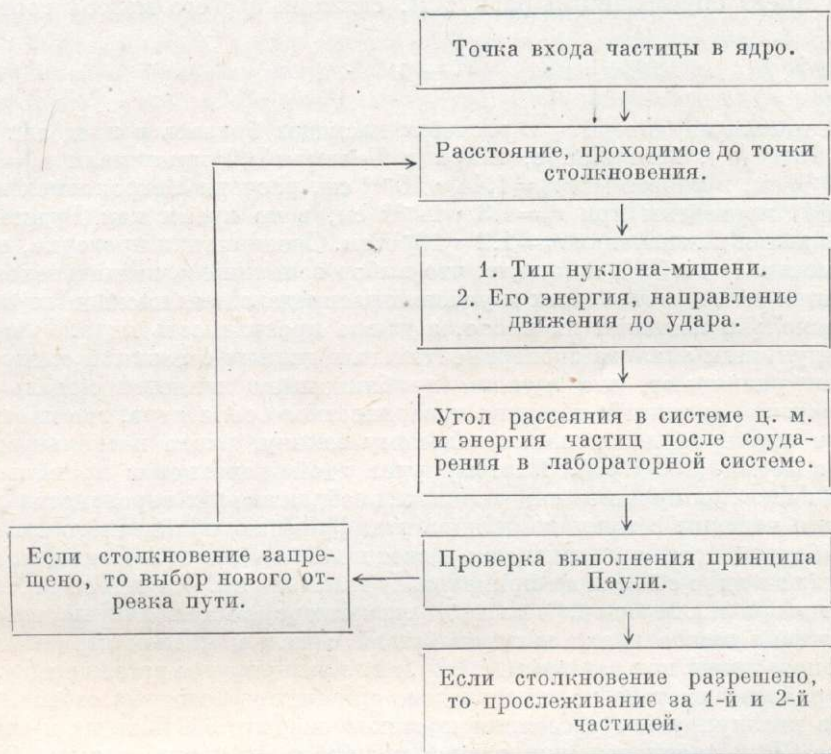 Точка входа частицы в ядро.
Расстояние, проходимое до точки
столкновения.
1. Тип нуклона-мишени.
2. Его энергия, направление
движения до удара.
Угол рассеяния в системе ц. м.
и энергия частиц после соуда-
рения в лабораторной системе.
Проверка выполнения принципа
Паули.
Если столкновение запре-
щено, то выбор нового от-
резка пути.
Если столкновение разрешено,
то прослеживание за 1-й и 2-й
частицей.